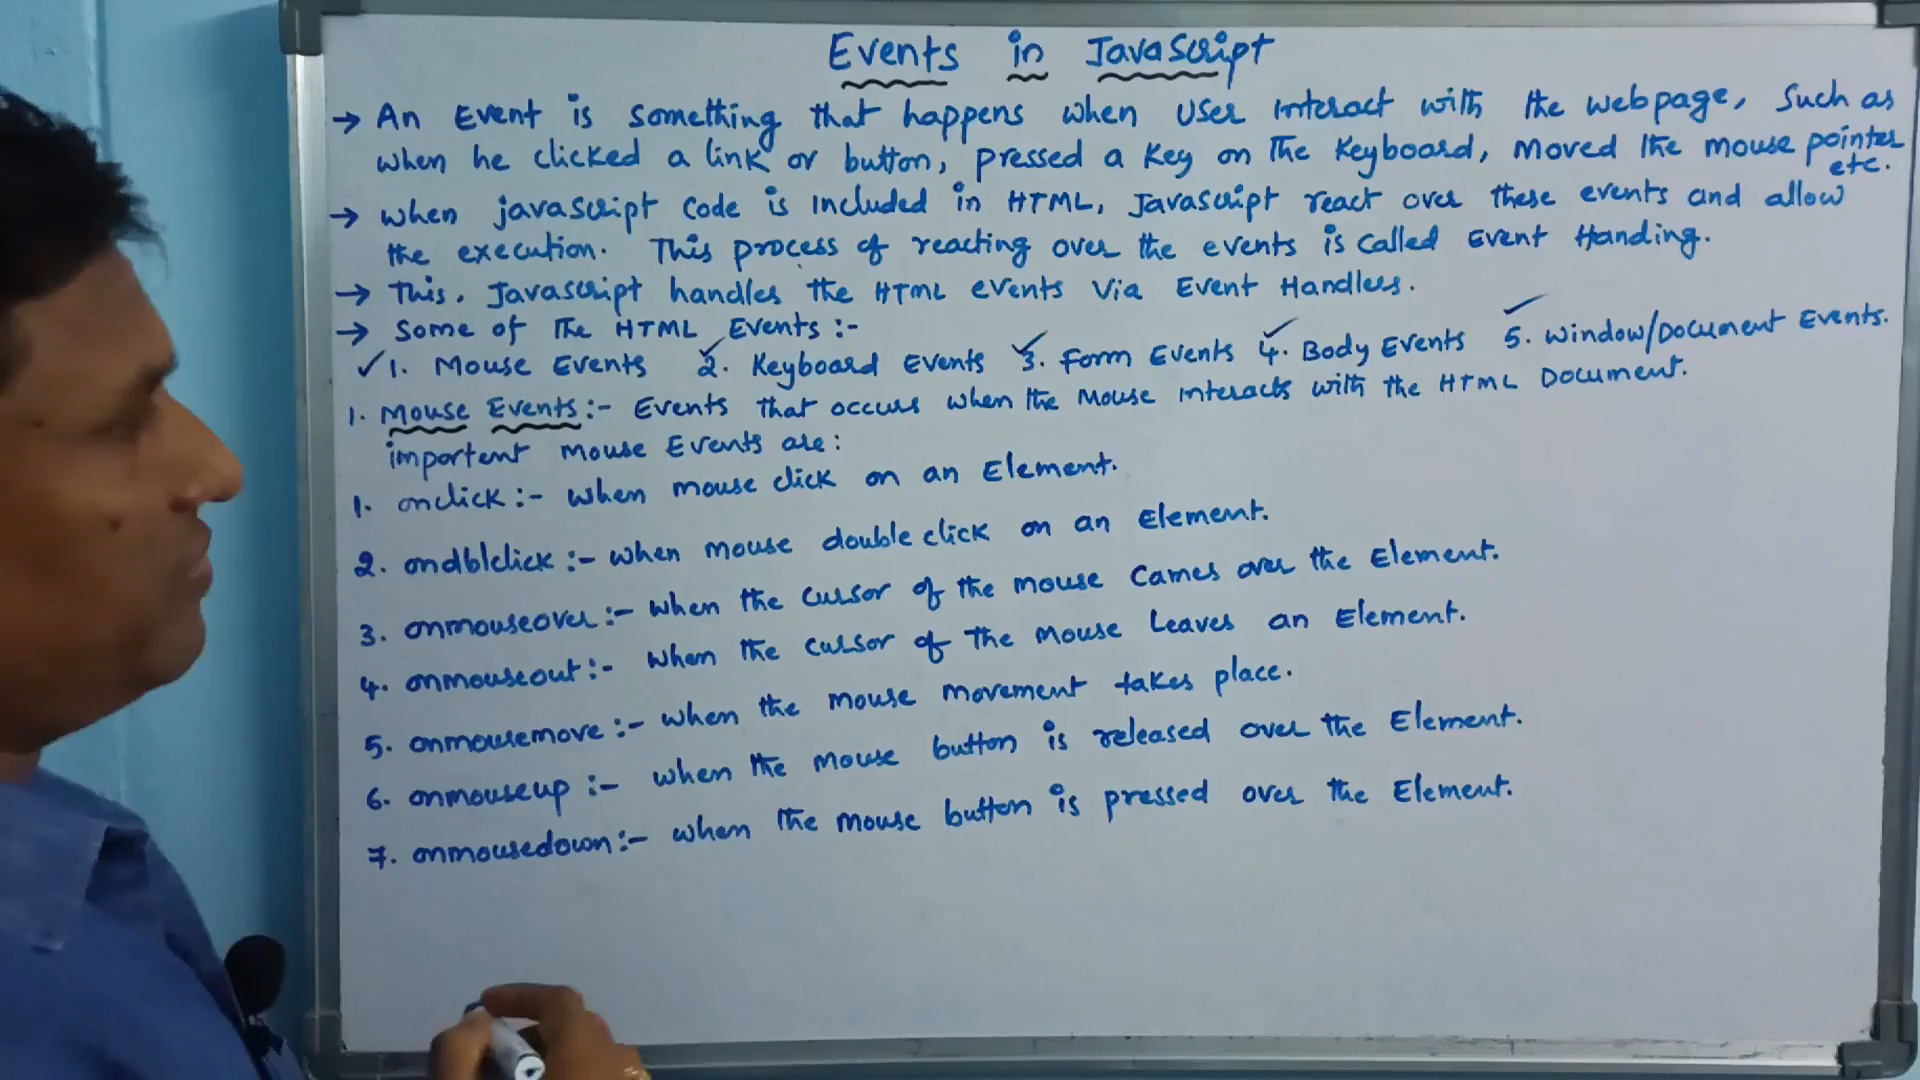 Events in JavaScript
→ An Event is something that happens when user interact with the webpage, such as
when he clicked a link or button, pressed a key on the keyboard, moved the mouse pointer
etc.
→ when javascript code is included in HTML, Javascript react over these events and allow
the execution. This process of reacting over the events is called Event Handing.
→ This, Javascript handles the HTML events via Event Handlers.
→ Some of the HTML Events :-
✓1. Mouse Events ✓2. Keyboard Events ✓3. Form Events ✓4. Body Events ✓5. Window/Document Events.
1. Mouse Events :- Events that occurs when the Mouse interacts with the HTML Document.
important mouse Events are :
1. onclick :- when mouse click on an Element.
2. ondblclick :- when mouse double click on an Element.
3. onmouseover :- when the cursor of the mouse Cames over the Element.
4. onmouseout :- when the cursor of the mouse Leaves an Element.
5. onmousemove :- when the mouse movement takes place.
6. onmouseup :- when the mouse button is released over the Element.
7. onmousedown :- when the mouse button is pressed over the Element.